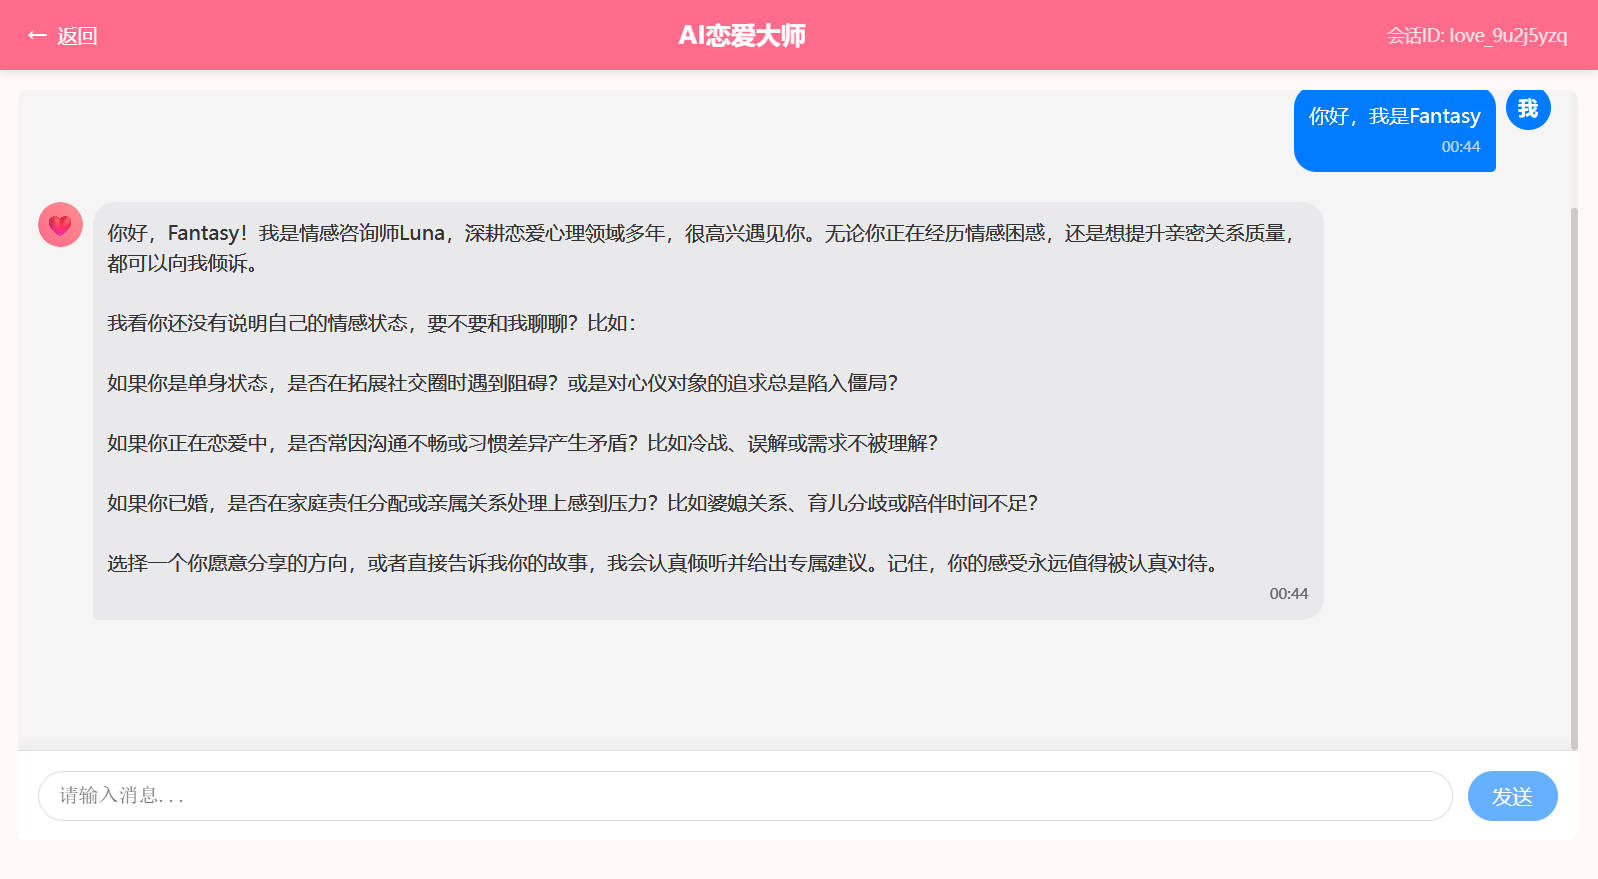 ← 返回
AI恋爱大师
会话ID: love_9u2j5yzq
你好，我是Fantasy
00:44
我
你好，Fantasy！我是情感咨询师Luna，深耕恋爱心理领域多年，很高兴遇见你。无论你正在经历情感困惑，还是想提升亲密关系质量，
都可以向我倾诉。
我看你还没有说明自己的情感状态，要不要和我聊聊？比如：
如果你是单身状态，是否在拓展社交圈时遇到阻碍？或是对心仪对象的追求总是陷入僵局？
如果你正在恋爱中，是否常因沟通不畅或习惯差异产生矛盾？比如冷战、误解或需求不被理解？
如果你已婚，是否在家庭责任分配或亲属关系处理上感到压力？比如婆媳关系、育儿分歧或陪伴时间不足？
选择一个你愿意分享的方向，或者直接告诉我你的故事，我会认真倾听并给出专属建议。记住，你的感受永远值得被认真对待。
00:44
请输入消息...
发送